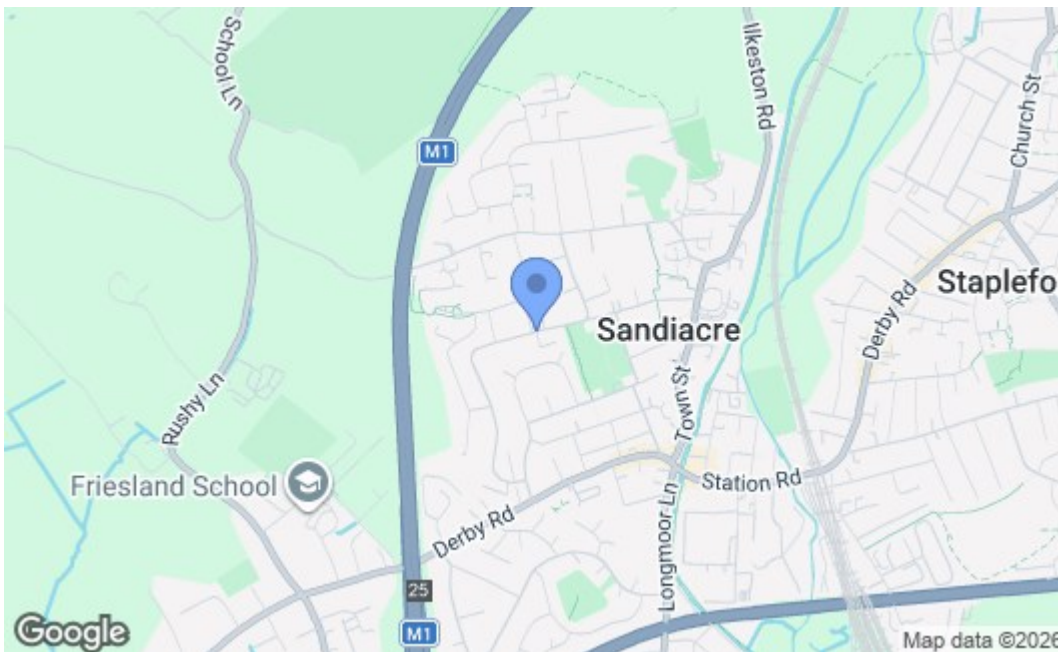 School Ln
Ilkeston Rd
Church St
M1
Staplefo
Sandiacre
Derby Rd
Town St
Rushy Ln
Friesland School
Station Rd
Derby Rd
Longmoor Ln
25
M1
Google
Map data ©2026